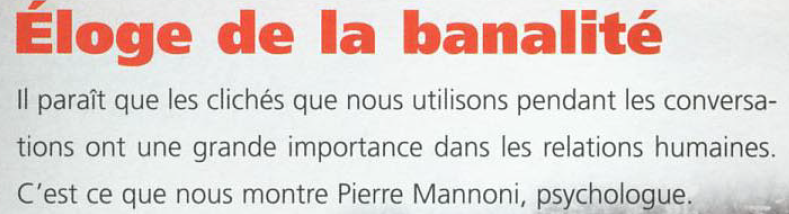 Éloge de la banalité
Il paraît que les clichés que nous utilisons pendant les conversa-
tions ont une grande importance dans les relations humaines.
C'est ce que nous montre Pierre Mannoni, psychologue.